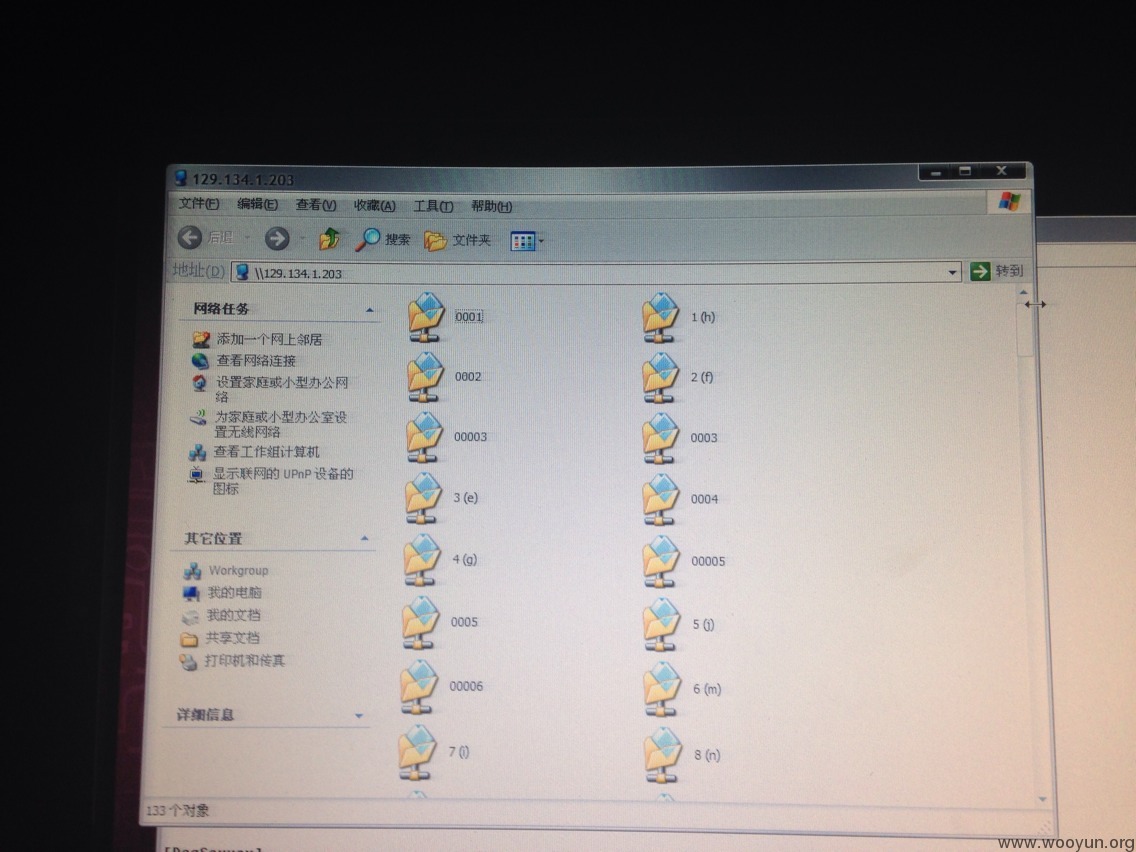 129.134.1.203
文件(F) 编辑(E) 查看(V) 收藏(A) 工具(T) 帮助(H)
后退 搜索 文件夹
地址(D) \\129.134.1.203 转到
网络任务
添加一个网上邻居
查看网络连接
设置家庭或小型办公网
络
为家庭或小型办公室设
置无线网络
查看工作组计算机
显示联网的 UPnP 设备的
图标
其它位置
Workgroup
我的电脑
我的文档
共享文档
打印机和传真
详细信息
0001 1 (h)
0002 2 (f)
00003 0003
3 (e) 0004
4 (g) 00005
0005 5 (j)
00006 6 (m)
7 (i) 8 (n)
133 个对象
www.wooyun.org